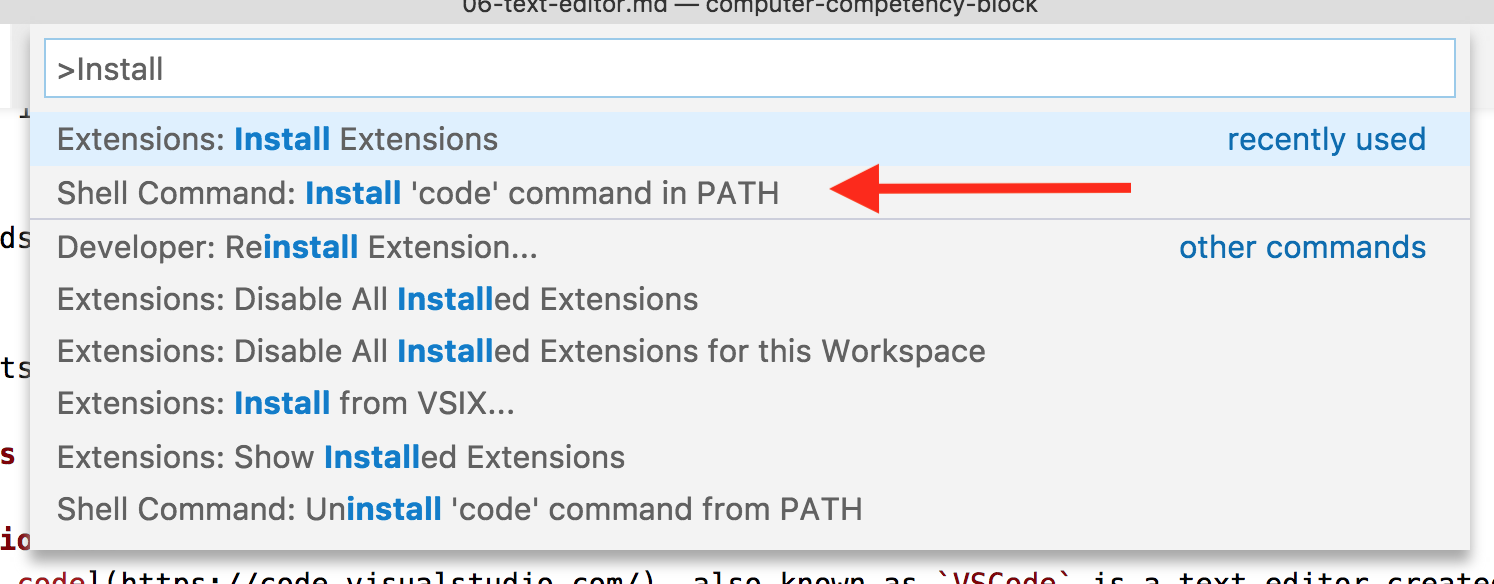 06-text-editor.md — computer-competency-block
>Install
Extensions: Install Extensions recently used
Shell Command: Install 'code' command in PATH
ds
Developer: Reinstall Extension... other commands
Extensions: Disable All Installed Extensions
ts
Extensions: Disable All Installed Extensions for this Workspace
Extensions: Install from VSIX...
s
Extensions: Show Installed Extensions
Shell Command: Uninstall 'code' command from PATH
io
code](https://code.visualstudio.com/), also known as `VSCode` is a text editor create